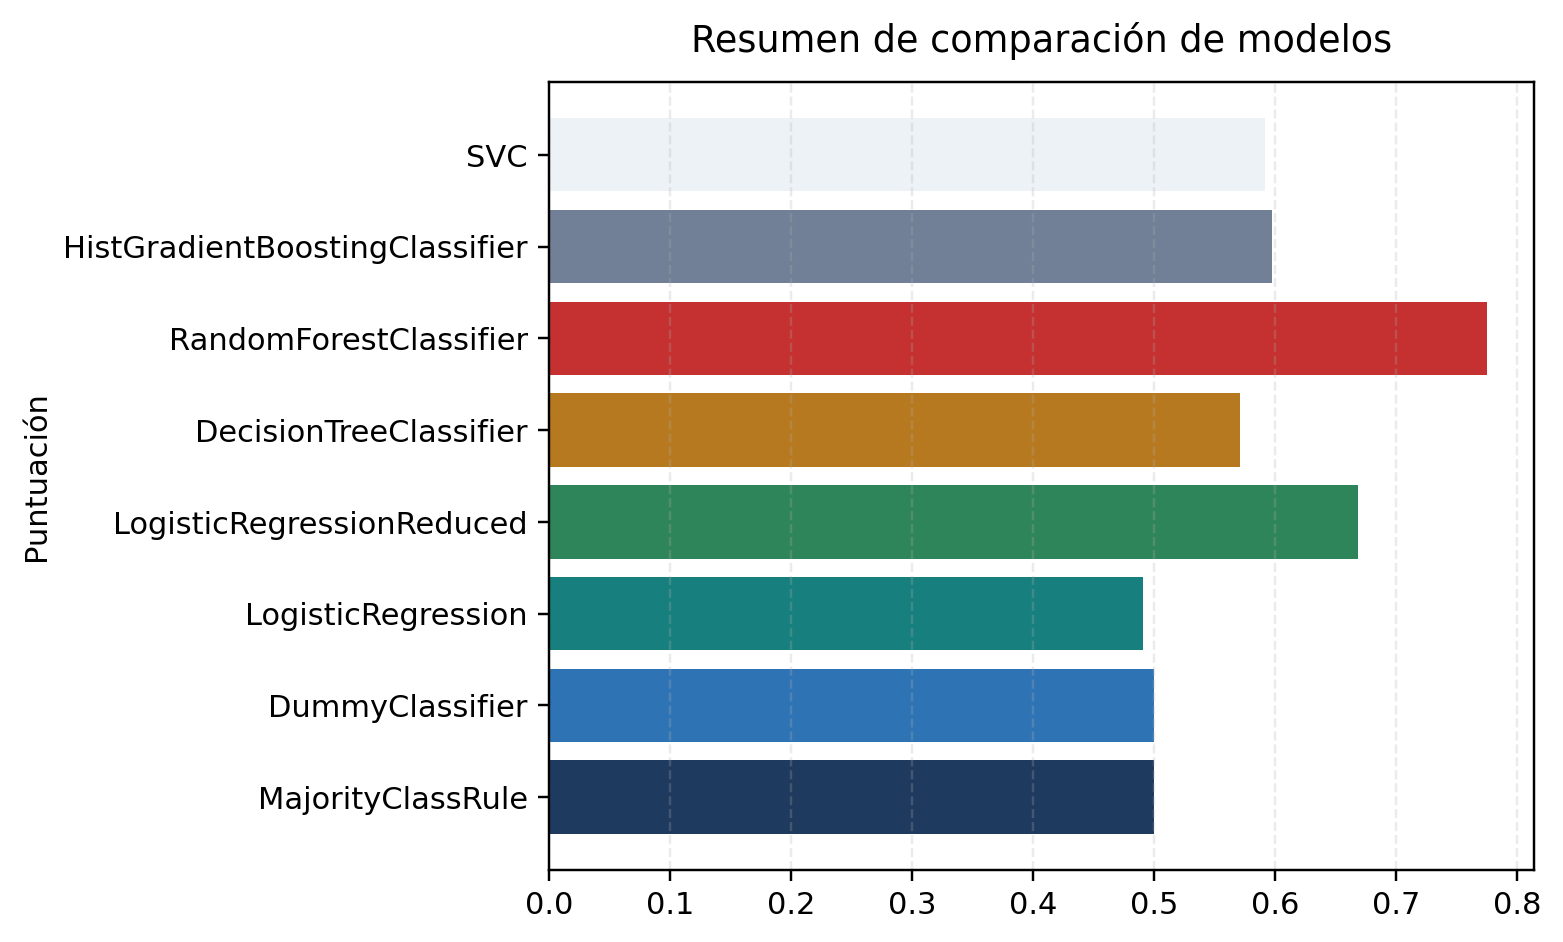 Resumen de comparación de modelos
Puntuación
SVC
HistGradientBoostingClassifier
RandomForestClassifier
DecisionTreeClassifier
LogisticRegressionReduced
LogisticRegression
DummyClassifier
MajorityClassRule
0.0 0.1 0.2 0.3 0.4 0.5 0.6 0.7 0.8